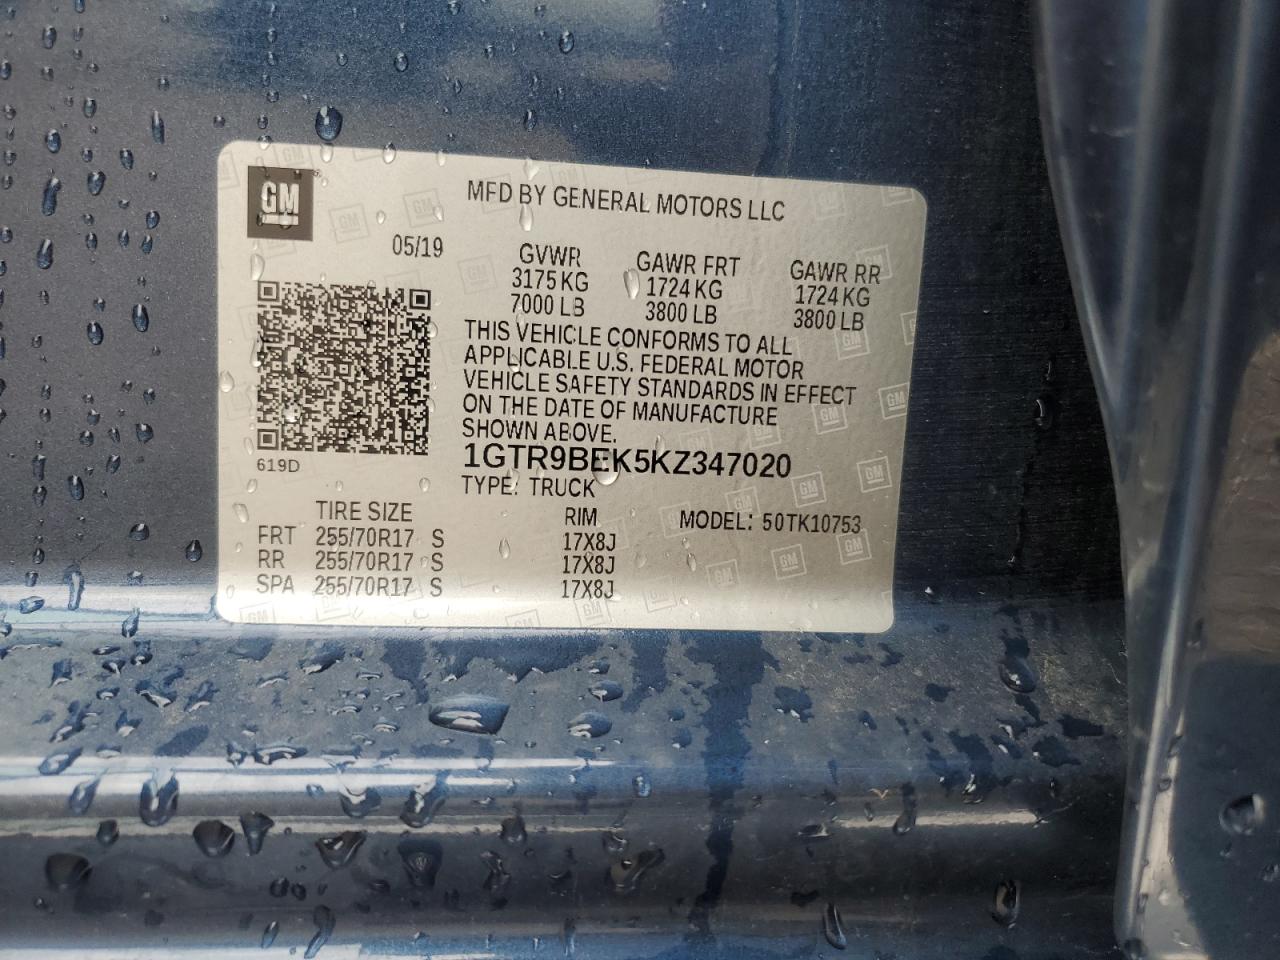 GM
MFD BY GENERAL MOTORS LLC
05/19
GVWR GAWR FRT GAWR RR
3175 KG 1724 KG 1724 KG
7000 LB 3800 LB 3800 LB
THIS VEHICLE CONFORMS TO ALL
APPLICABLE U.S. FEDERAL MOTOR
VEHICLE SAFETY STANDARDS IN EFFECT
ON THE DATE OF MANUFACTURE
SHOWN ABOVE.
619D
1GTR9BEK5KZ347020
TYPE: TRUCK
TIRE SIZE RIM MODEL: 50TK10753
FRT 255/70R17 S 17X8J
RR 255/70R17 S 17X8J
SPA 255/70R17 S 17X8J